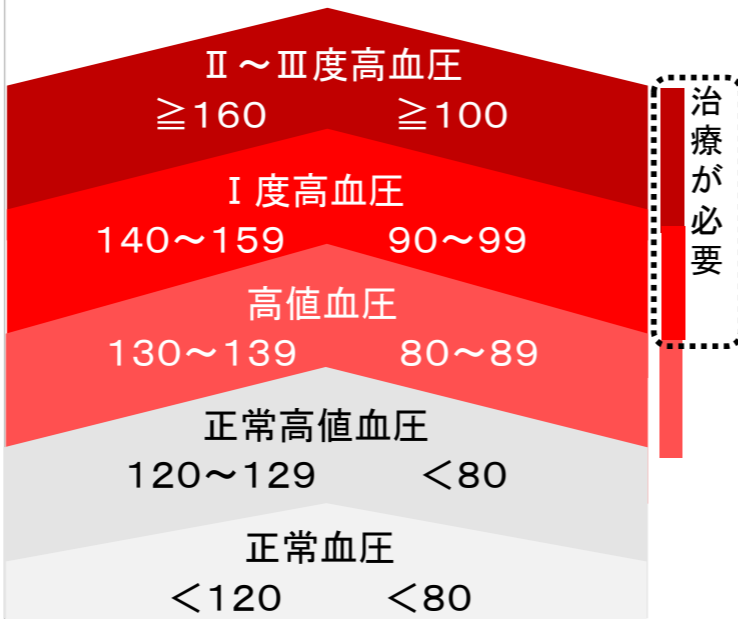 Ⅱ～Ⅲ度高血圧
≧160 ≧100
Ⅰ度高血圧
140～159 90～99
高値血圧
130～139 80～89
正常高値血圧
120～129 <80
正常血圧
<120 <80
治療が必要